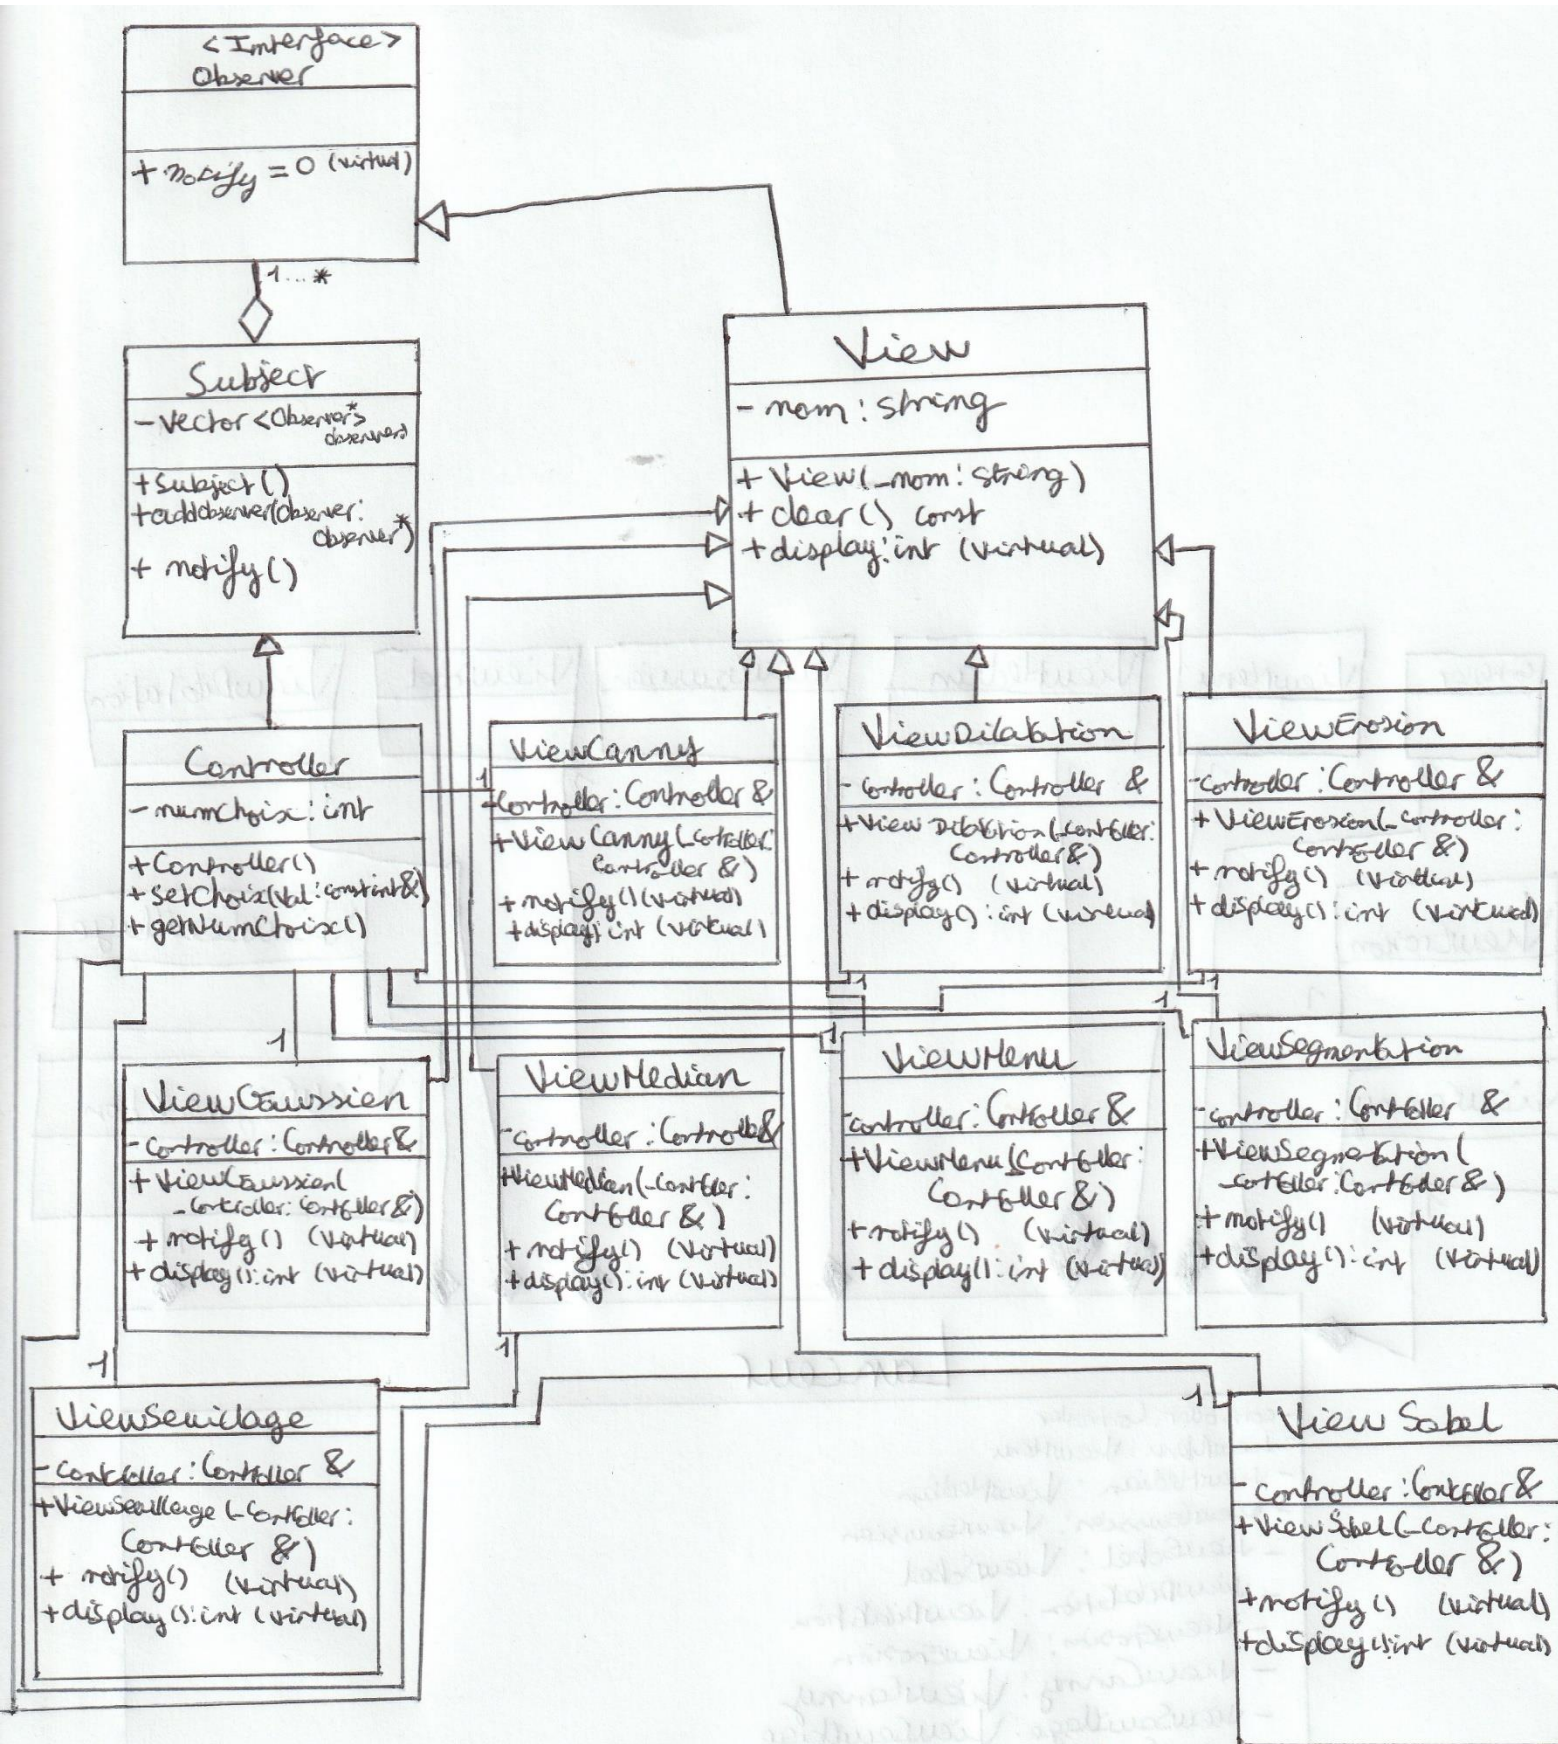 <Interface>
Observer
+ notify = 0 (virtual)
1...*
Subject
- Vector <Observer*>
observers
+ Subject()
+ addObserver(Observer:
Observer*)
+ notify()
View
- nom : string
+ View(_nom : string)
+ clear() const
+ display : int (virtual)
Controller
- numChoix : int
+ Controller()
+ setChoix(val : const int&)
+ getNumChoix()
1
ViewCanny
- Controller : Controller &
+ ViewCanny(_Cotroller:
Controller &)
+ notify() (virtual)
+ display() : int (virtual)
ViewDilatation
- Controller : Controller &
+ View Dilatation(_Controller:
Controller &)
+ notify() (virtual)
+ display() : int (virtual)
1
ViewErosion
- Controller : Controller &
+ ViewErosion(_Controller :
Controller &)
+ notify() (virtual)
+ display() : int (virtual)
1
1
ViewGaussien
- Controller : Controller &
+ ViewGaussien(
_Controller : Controller &)
+ notify() (virtual)
+ display() : int (virtual)
ViewMedian
- Controller : Controller &
+ ViewMedian(_Controller :
Controller &)
+ notify() (virtual)
+ display() : int (virtual)
1
1
ViewMenu
- controller : Controller &
+ ViewMenu(_Controller :
Controller &)
+ notify() (virtual)
+ display() : int (virtual)
1
ViewSegmentation
- controller : Controller &
+ ViewSegmentation(
_controller : Controller &)
+ notify() (virtual)
+ display() : int (virtual)
1
ViewSeuillage
- Controller : Controller &
+ ViewSeuillage (_Controller :
Controller &)
+ notify() (virtual)
+ display() : int (virtual)
1
View Sobel
- controller : Controller &
+ View Sobel(_Controller :
Controller &)
+ notify() (virtual)
+ display() : int (virtual)